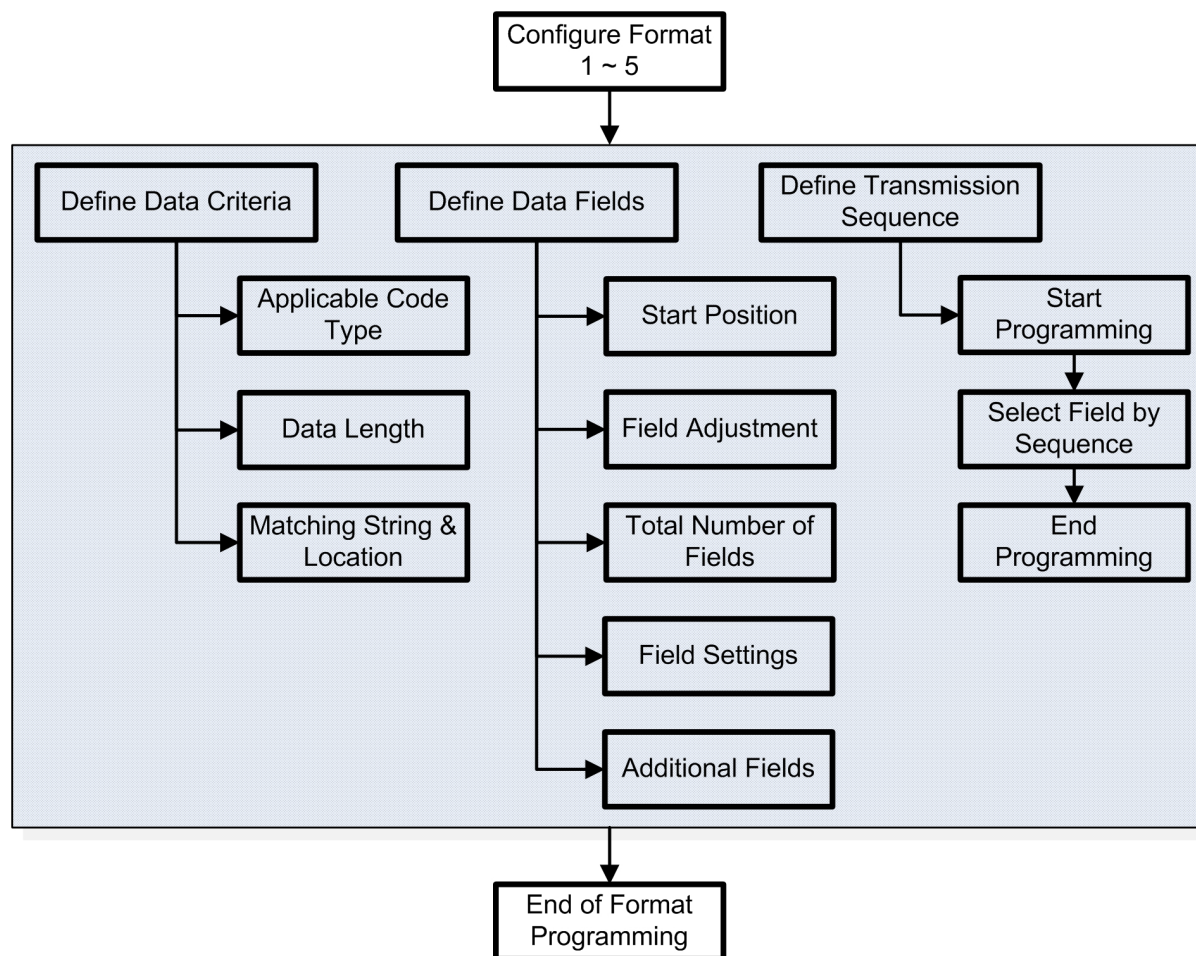 Configure Format
1 ~ 5
Define Data Criteria
Applicable Code
Type
Data Length
Matching String &
Location
Define Data Fields
Start Position
Field Adjustment
Total Number of
Fields
Field Settings
Additional Fields
Define Transmission
Sequence
Start
Programming
Select Field by
Sequence
End
Programming
End of Format
Programming